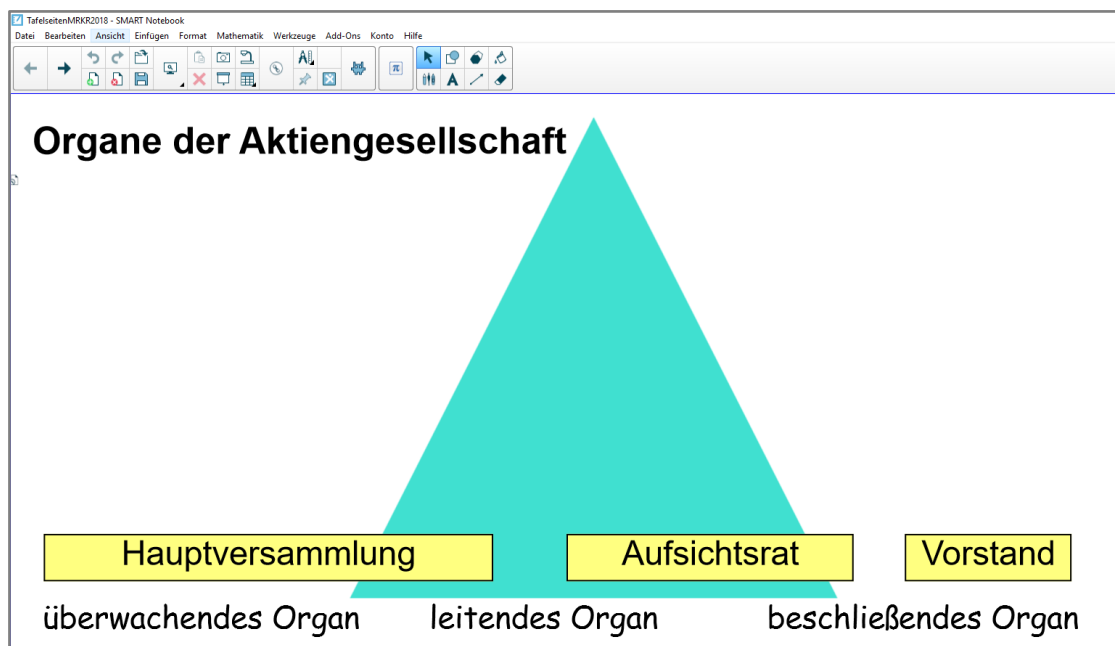 TafelseitenMRKR2018 - SMART Notebook
Datei Bearbeiten Ansicht Einfügen Format Mathematik Werkzeuge Add-Ons Konto Hilfe
Organe der Aktiengesellschaft
Hauptversammlung Aufsichtsrat Vorstand
überwachendes Organ leitendes Organ beschließendes Organ